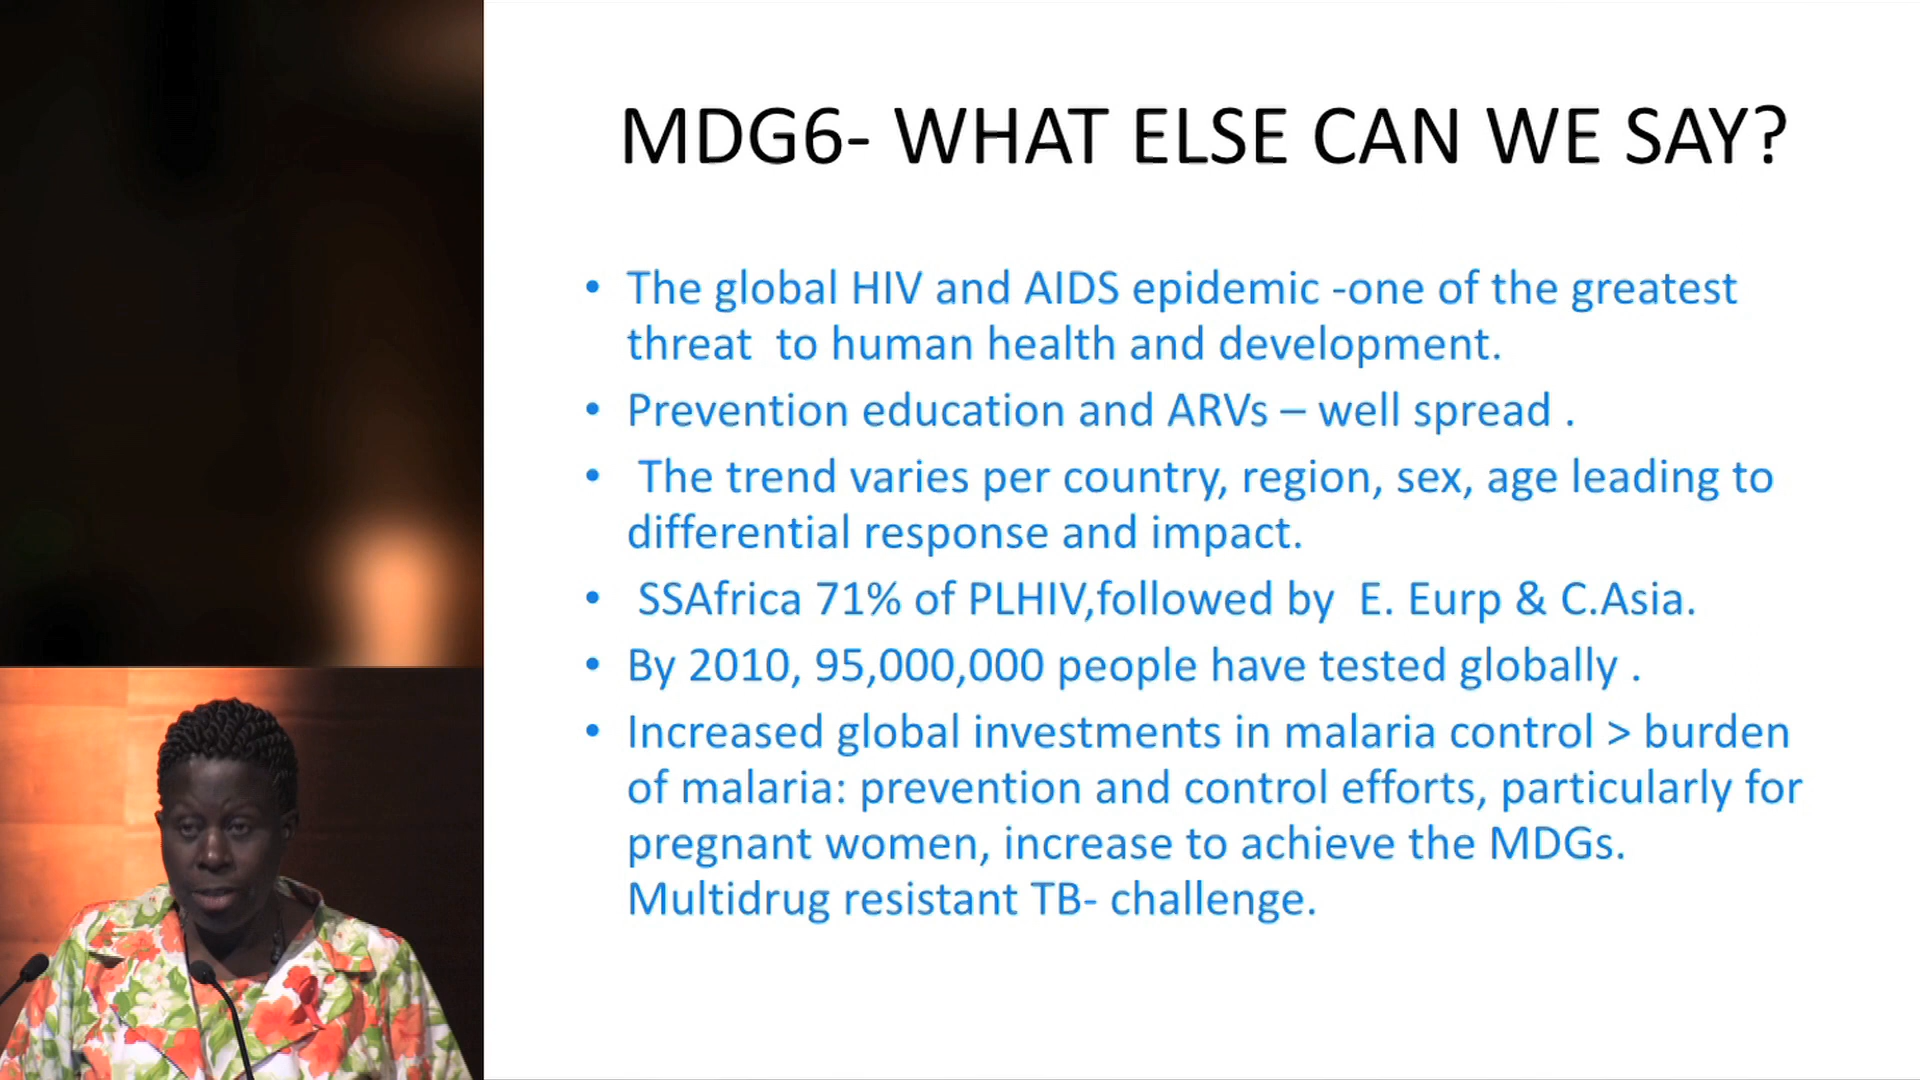 MDG6- WHAT ELSE CAN WE SAY?
• The global HIV and AIDS epidemic -one of the greatest
threat  to human health and development.
• Prevention education and ARVs – well spread .
•  The trend varies per country, region, sex, age leading to
differential response and impact.
•  SSAfrica 71% of PLHIV,followed by  E. Eurp & C.Asia.
• By 2010, 95,000,000 people have tested globally .
• Increased global investments in malaria control > burden
of malaria: prevention and control efforts, particularly for
pregnant women, increase to achieve the MDGs.
Multidrug resistant TB- challenge.